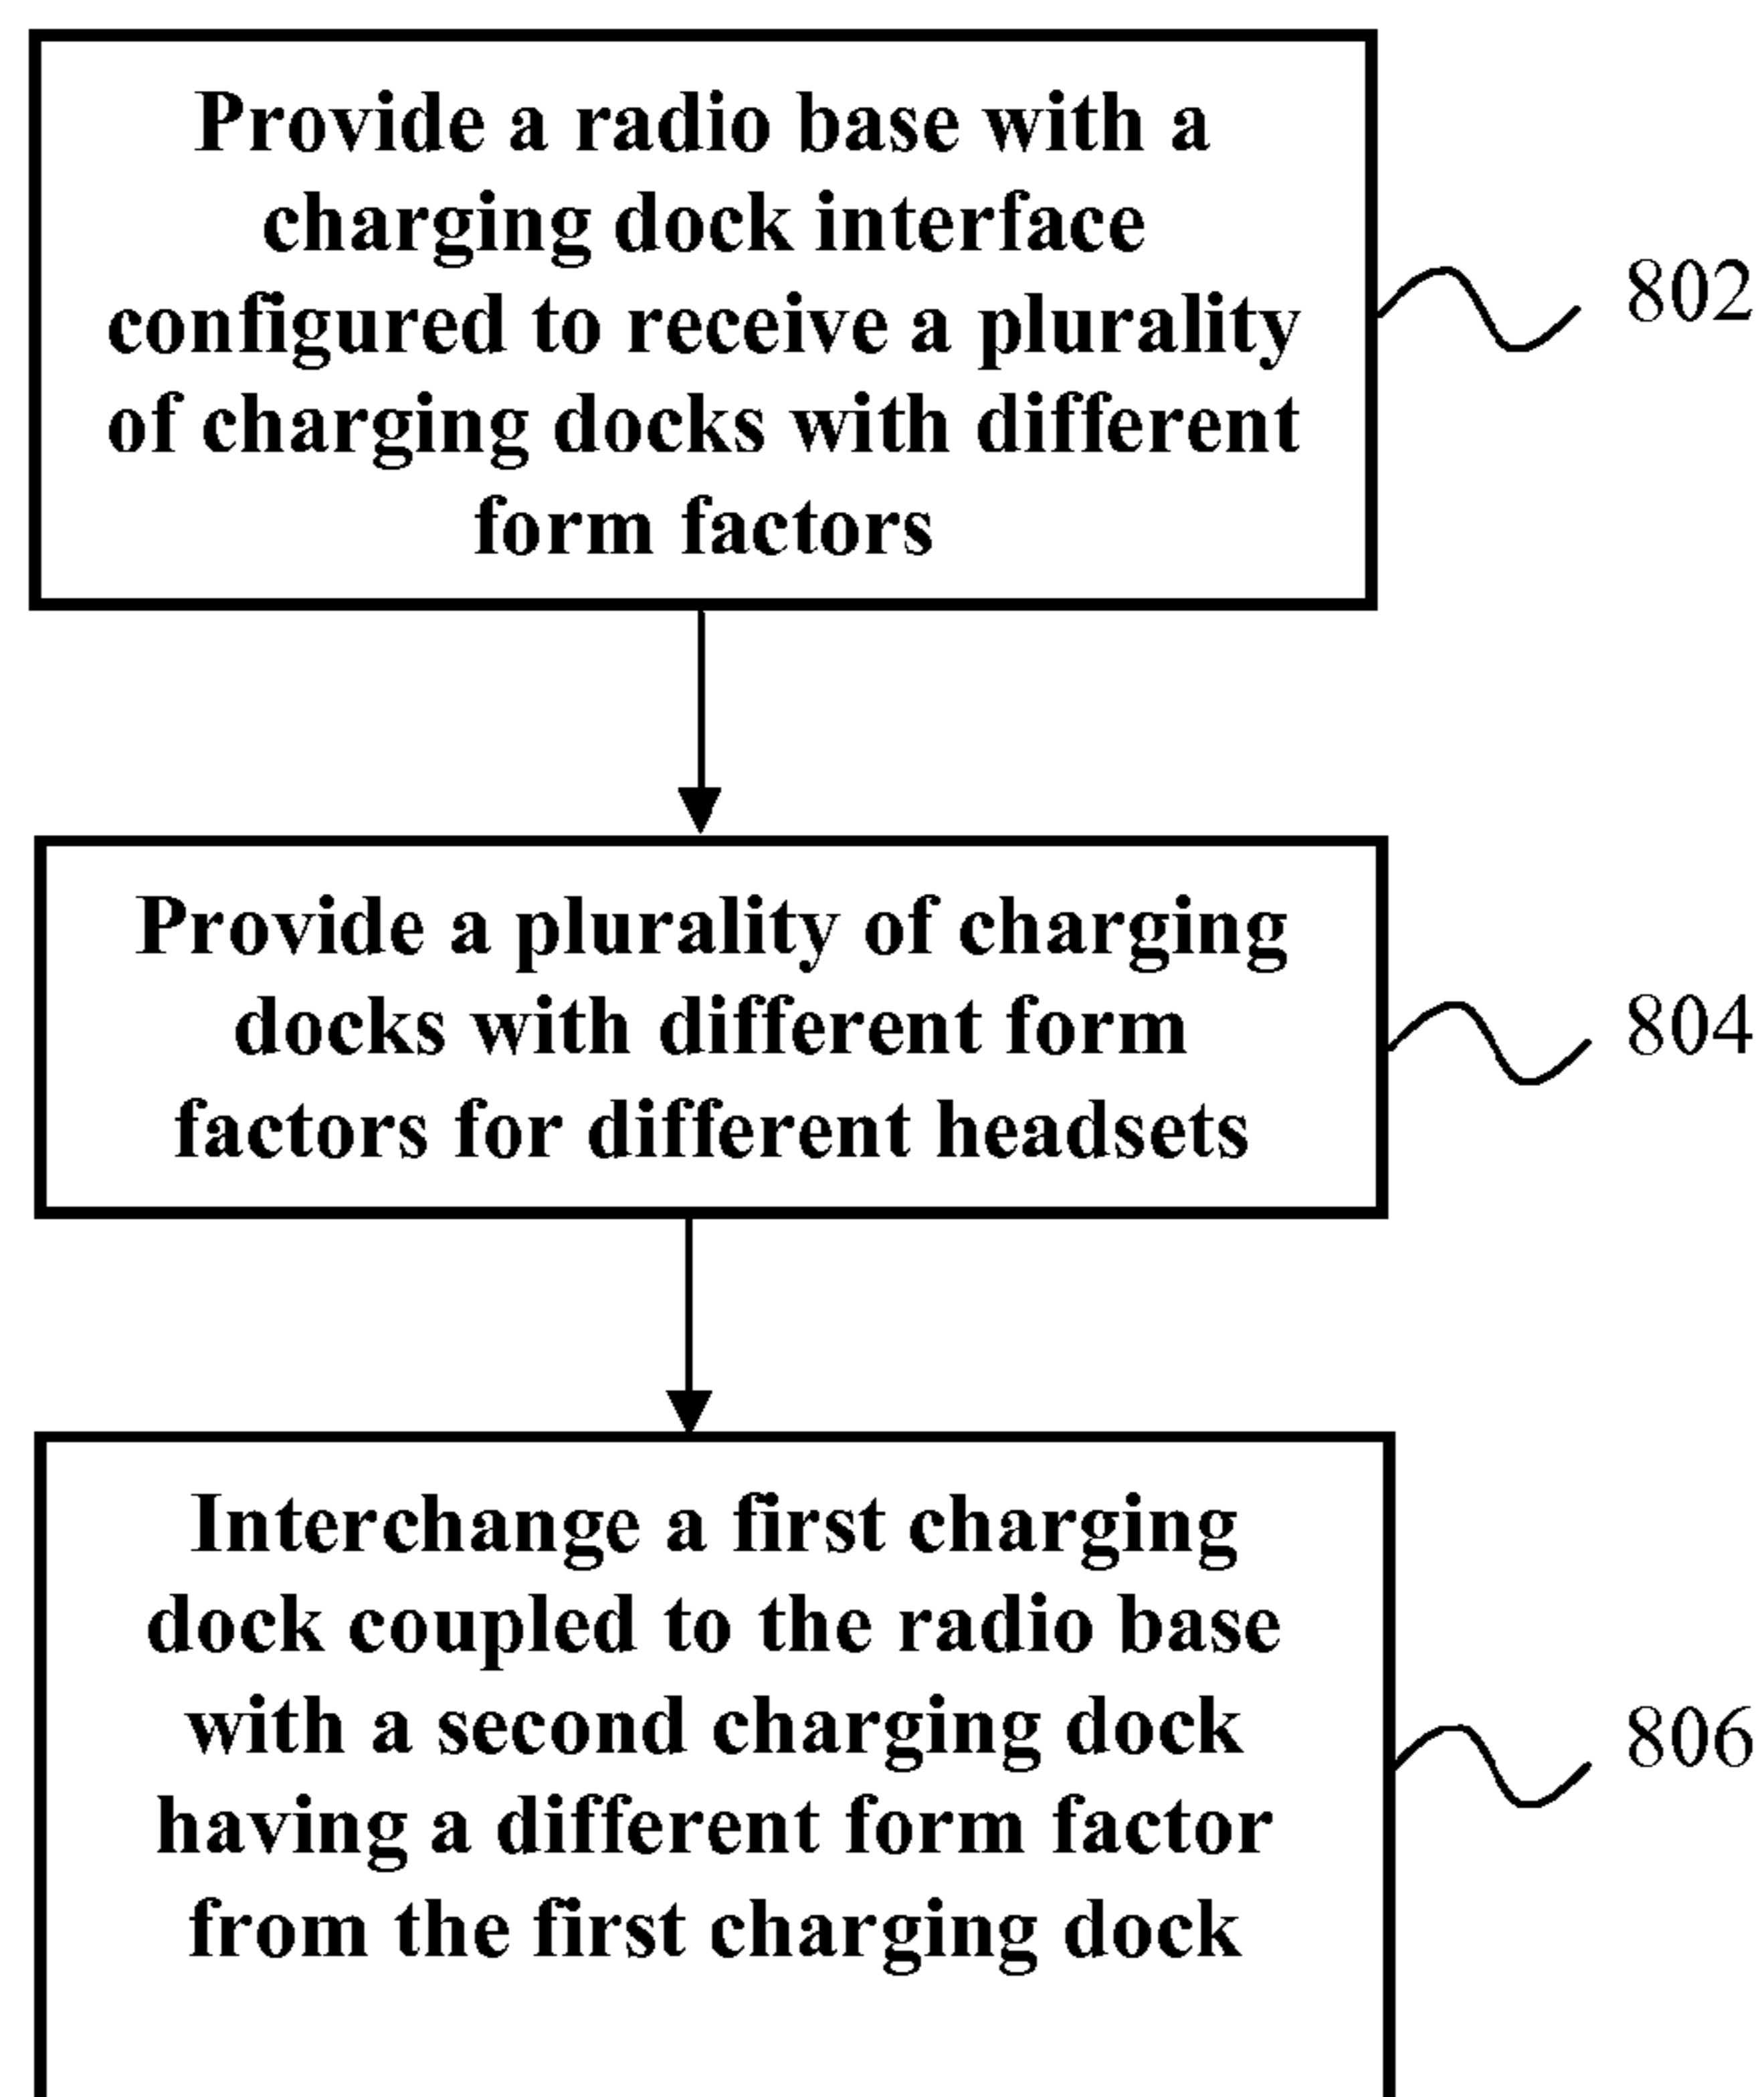 Provide a radio base with a
charging dock interface
configured to receive a plurality
of charging docks with different
form factors
802
Provide a plurality of charging
docks with different form
factors for different headsets
804
Interchange a first charging
dock coupled to the radio base
with a second charging dock
having a different form factor
from the first charging dock
806